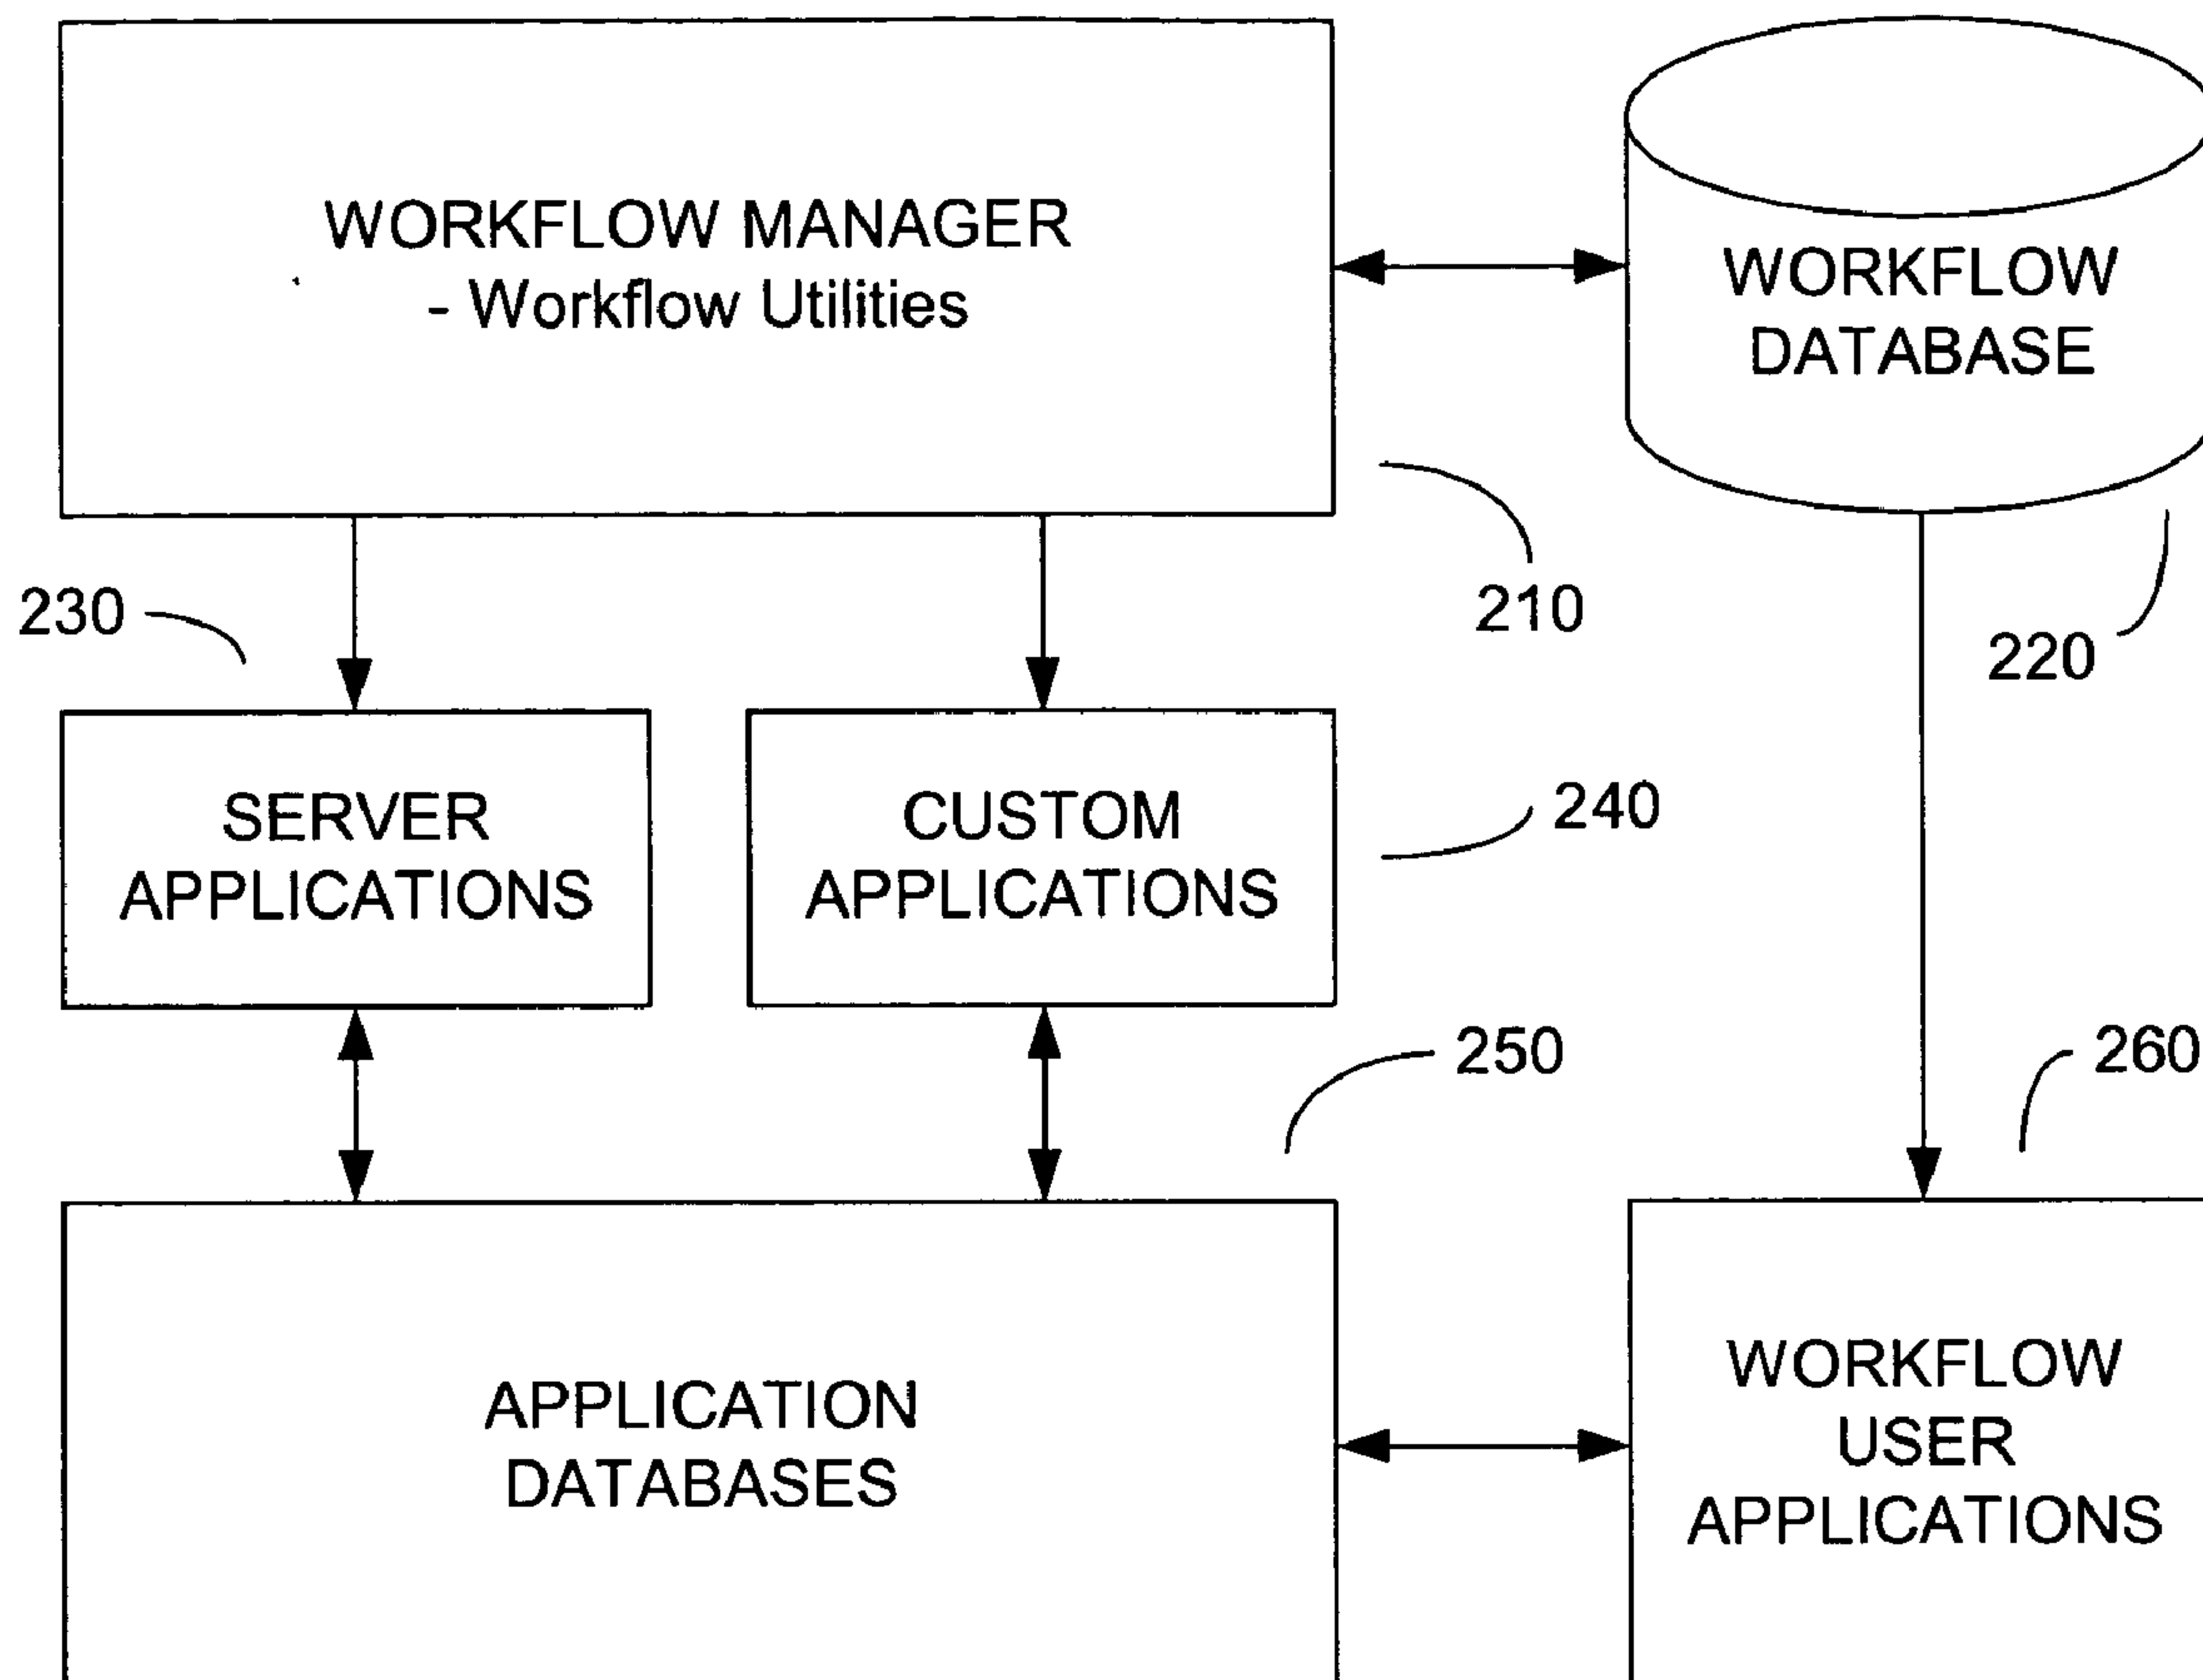 WORKFLOW MANAGER
- Workflow Utilities
WORKFLOW
DATABASE
210
220
230
SERVER
APPLICATIONS
CUSTOM
APPLICATIONS
240
250
260
APPLICATION
DATABASES
WORKFLOW
USER
APPLICATIONS